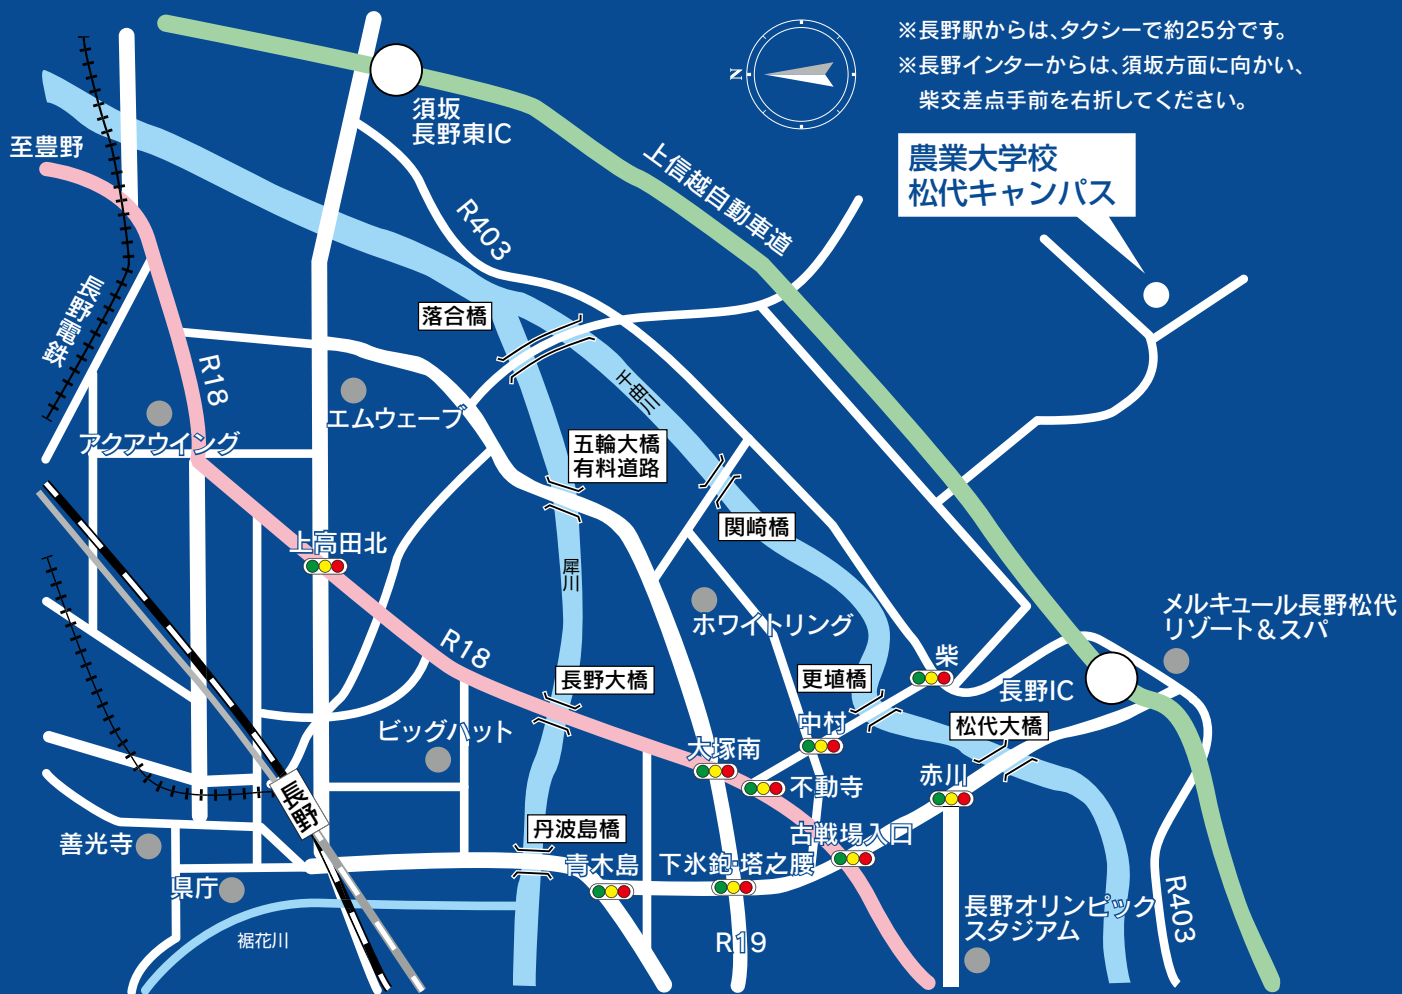 ※長野駅からは、タクシーで約25分です。
※長野インターからは、須坂方面に向かい、
柴交差点手前を右折してください。
N
農業大学校
松代キャンパス
須坂
長野東IC
至豊野
上信越自動車道
R403
長野電鉄
落合橋
R18
千曲川
エムウェーブ
アクアウイング
五輪大橋
有料道路
関崎橋
上高田北
犀川
メルキュール長野松代
リゾート＆スパ
ホワイトリング
R18
柴
長野大橋
更埴橋
長野IC
松代大橋
中村
ビッグハット
大塚南
不動寺
赤川
長野
丹波島橋
古戦場入口
善光寺
青木島
下氷鉋・塔之腰
県庁
長野オリンピック
スタジアム
R403
裾花川
R19